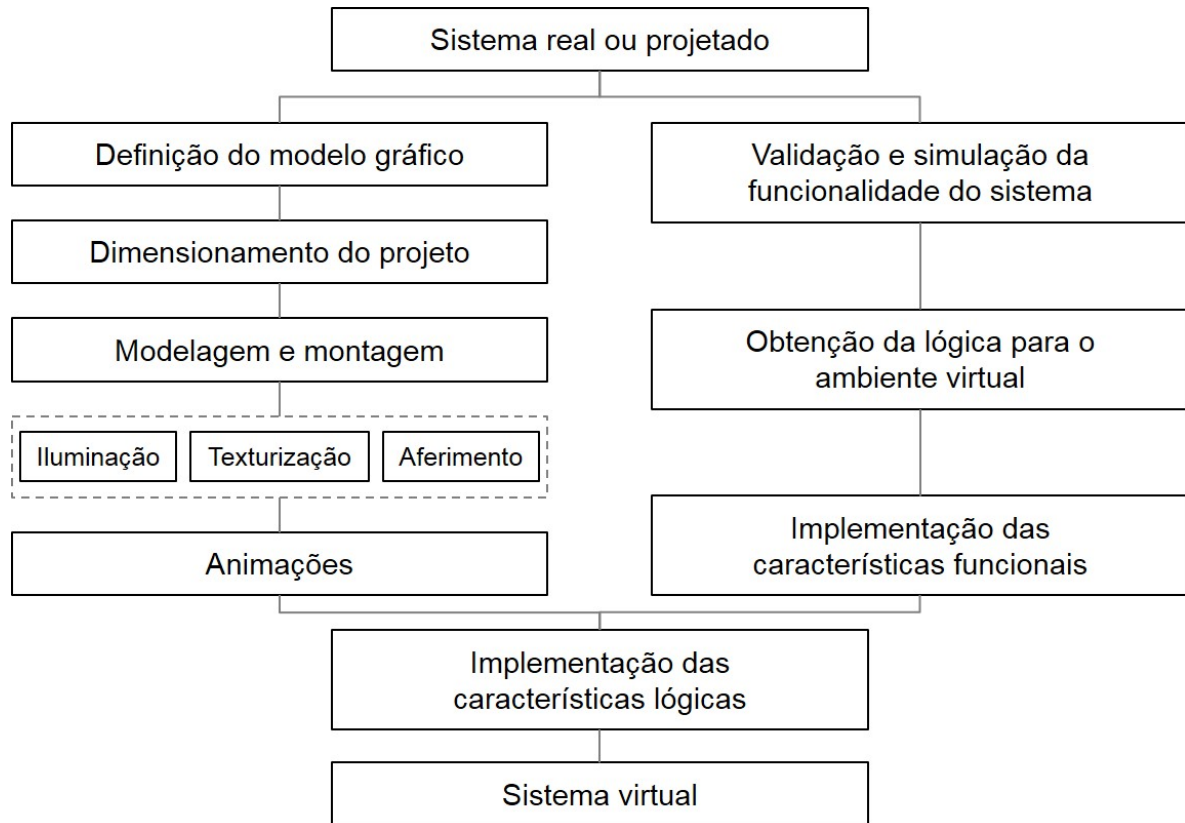 Sistema real ou projetado
Definição do modelo gráfico
Dimensionamento do projeto
Modelagem e montagem
Iluminação
Texturização
Aferimento
Animações
Validação e simulação da
funcionalidade do sistema
Obtenção da lógica para o
ambiente virtual
Implementação das
características funcionais
Implementação das
características lógicas
Sistema virtual